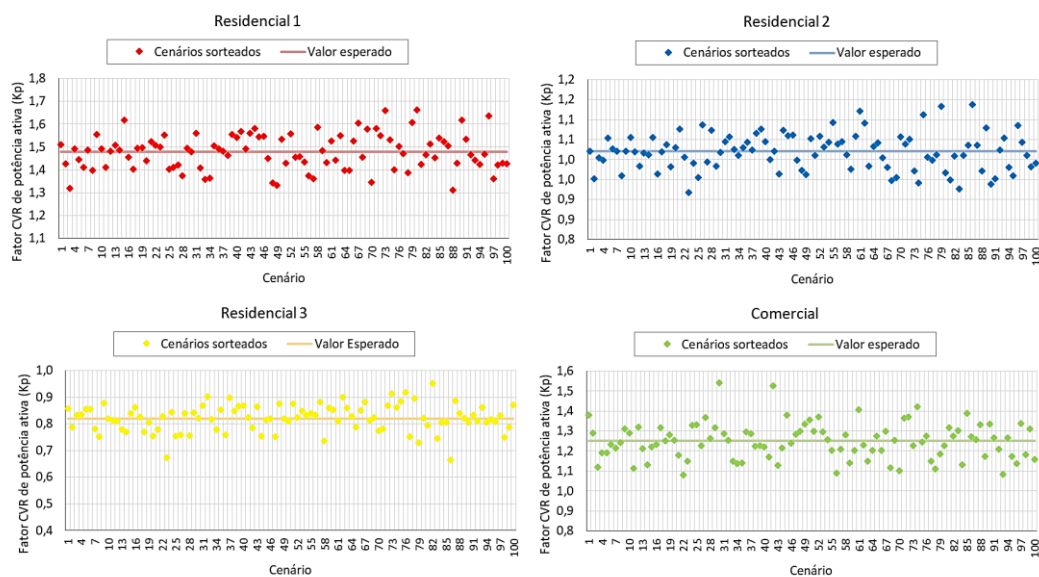 Residencial 1
Cenários sorteados Valor esperado
Fator CVR de potência ativa (Kp)
1,8
1,7
1,6
1,5
1,4
1,3
1,2
1,1
1 4 7 10 13 16 19 22 25 28 31 34 37 40 43 46 49 52 55 58 61 64 67 70 73 76 79 82 85 88 91 94 97 100
Cenário
Residencial 2
Cenários sorteados Valor esperado
Fator CVR de potência ativa (Kp)
1,2
1,2
1,1
1,1
1,0
1,0
0,9
0,9
0,8
1 4 7 10 13 16 19 22 25 28 31 34 37 40 43 46 49 52 55 58 61 64 67 70 73 76 79 82 85 88 91 94 97 100
Cenário
Residencial 3
Cenários sorteados Valor Esperado
Fator CVR de potência ativa (Kp)
1,0
0,9
0,8
0,7
0,6
0,5
0,4
1 4 7 10 13 16 19 22 25 28 31 34 37 40 43 46 49 52 55 58 61 64 67 70 73 76 79 82 85 88 91 94 97 100
Cenário
Comercial
Cenários sorteados Valor esperado
Fator CVR de potência ativa (Kp)
1,6
1,5
1,4
1,3
1,2
1,1
1,0
0,9
0,8
1 4 7 10 13 16 19 22 25 28 31 34 37 40 43 46 49 52 55 58 61 64 67 70 73 76 79 82 85 88 91 94 97 100
Cenário